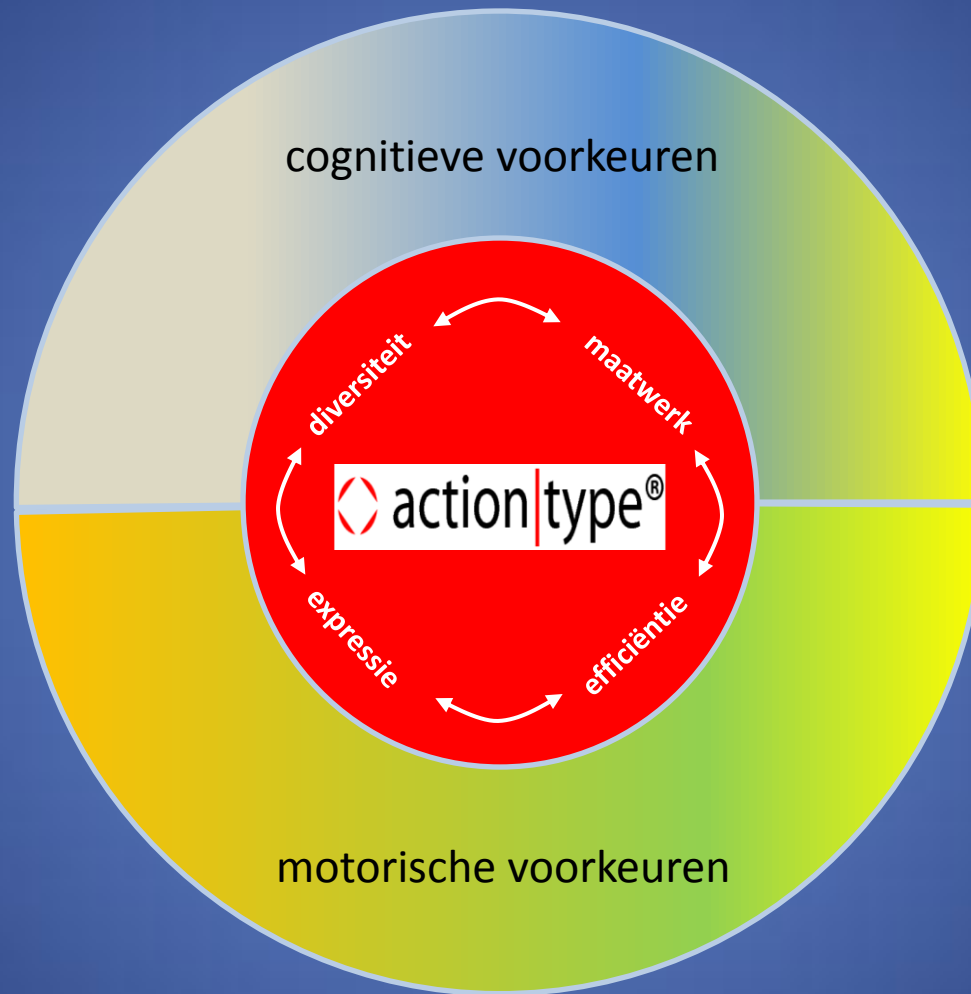 cognitieve voorkeuren
diversiteit
maatwerk
action|type®
expressie
efficiëntie
motorische voorkeuren